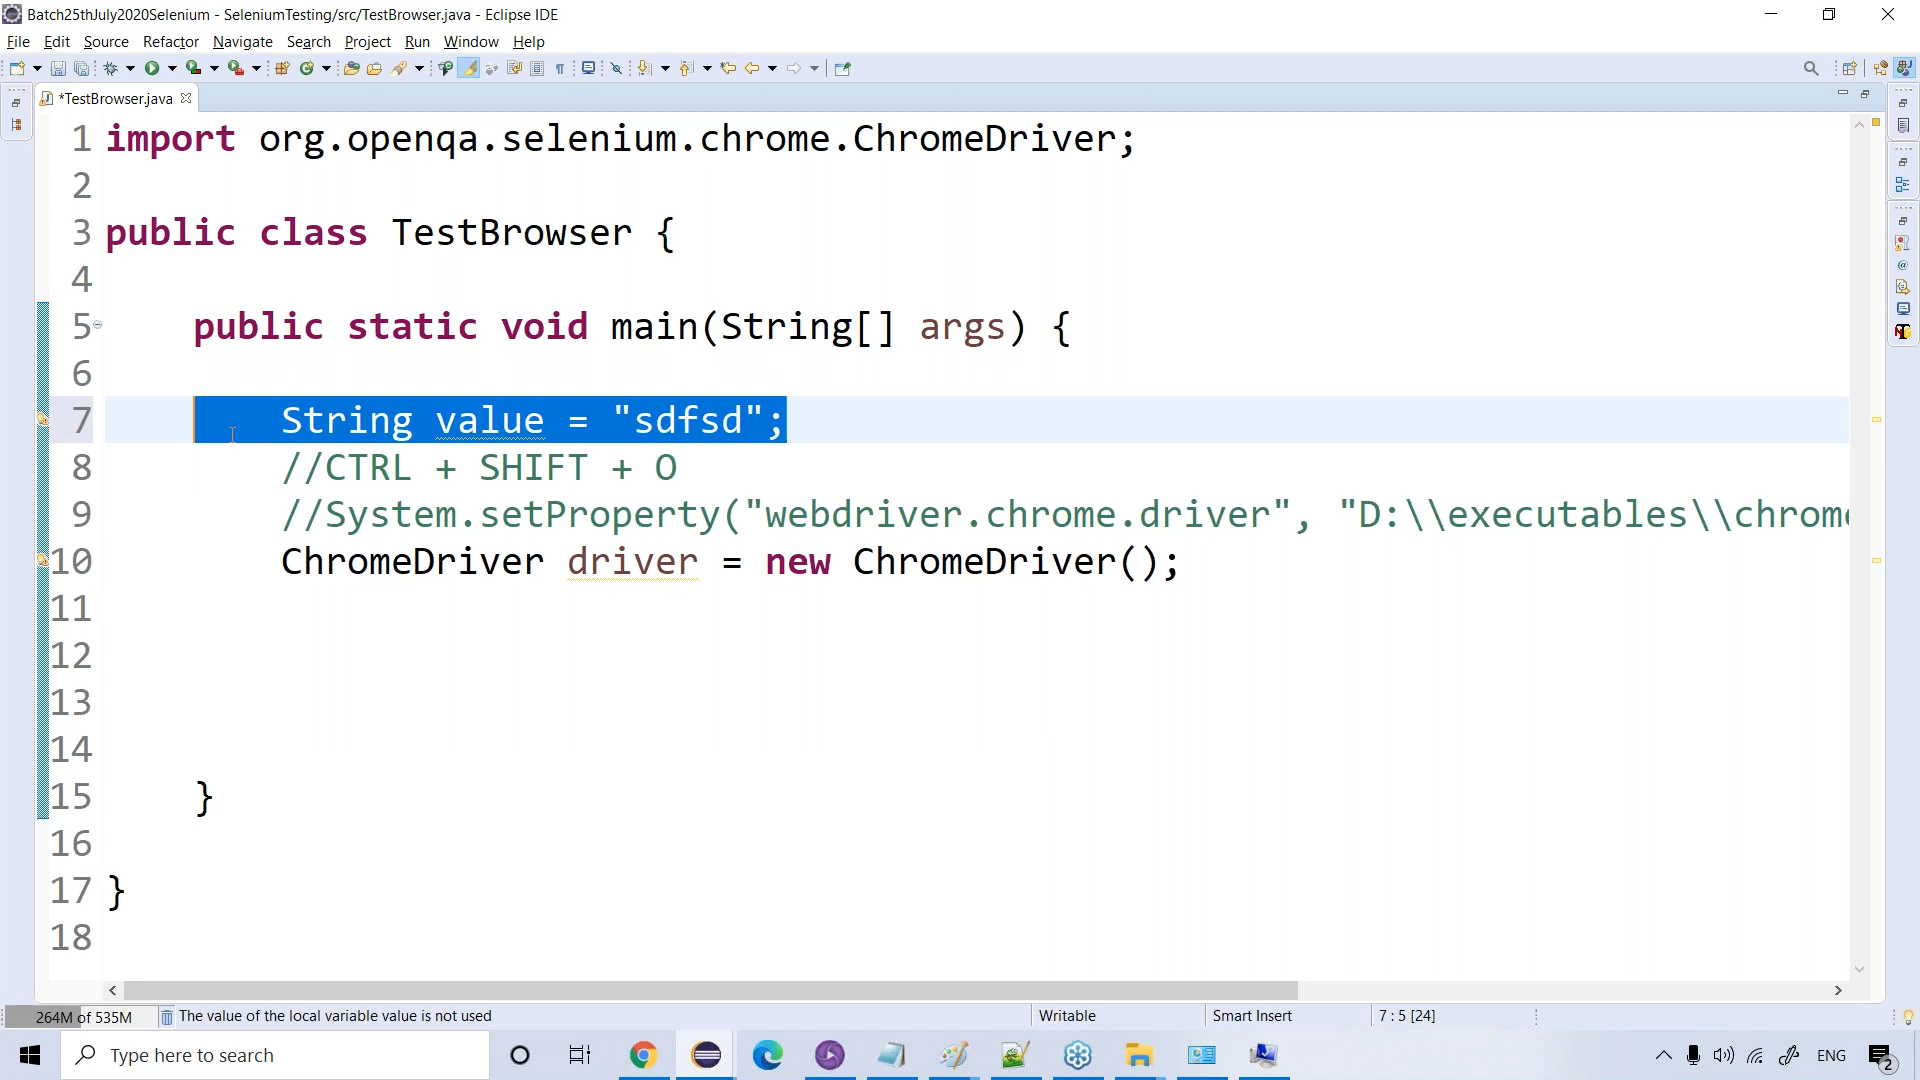 Batch25thJuly2020Selenium - SeleniumTesting/src/TestBrowser.java - Eclipse IDE
File Edit Source Refactor Navigate Search Project Run Window Help
*TestBrowser.java
1 import org.openqa.selenium.chrome.ChromeDriver;
2
3 public class TestBrowser {
4
5 public static void main(String[] args) {
6
7 String value = "sdfsd";
8 //CTRL + SHIFT + O
9 //System.setProperty("webdriver.chrome.driver", "D:\\executables\\chrome
10 ChromeDriver driver = new ChromeDriver();
11
12
13
14
15 }
16
17 }
18
264M of 535M The value of the local variable value is not used Writable Smart Insert 7 : 5 [24]
Type here to search ENG 2